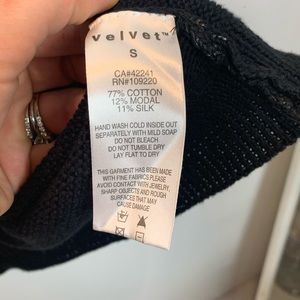 velvet™
S
CA#42241
RN#109220
77% COTTON
12% MODAL
11% SILK
HAND WASH COLD INSIDE OUT
SEPARATELY WITH MILD SOAP
DO NOT BLEACH
DO NOT TUMBLE DRY
LAY FLAT TO DRY
THIS GARMENT HAS BEEN MADE
WITH FINE FABRICS PLEASE
AVOID CONTACT WITH JEWELRY,
SHARP OBJECTS AND ROUGH
SURFACES THAT MAY
CAUSE DAMAGE